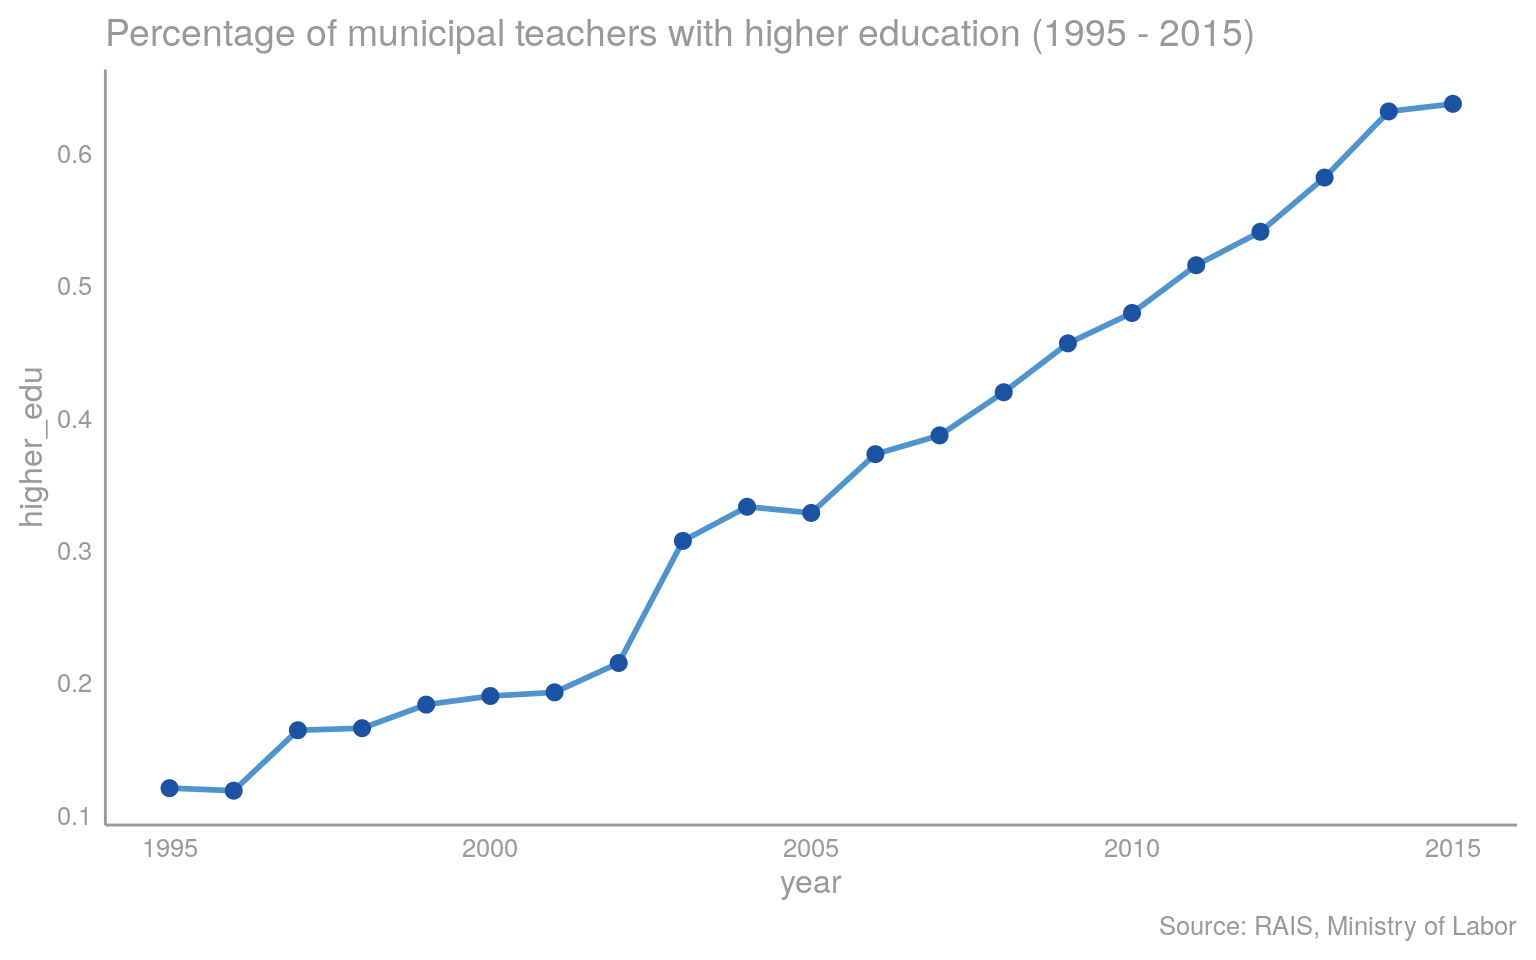 Percentage of municipal teachers with higher education (1995 - 2015)
higher_edu
0.6
0.5
0.4
0.3
0.2
0.1
1995 2000 2005 2010 2015
year
Source: RAIS, Ministry of Labor